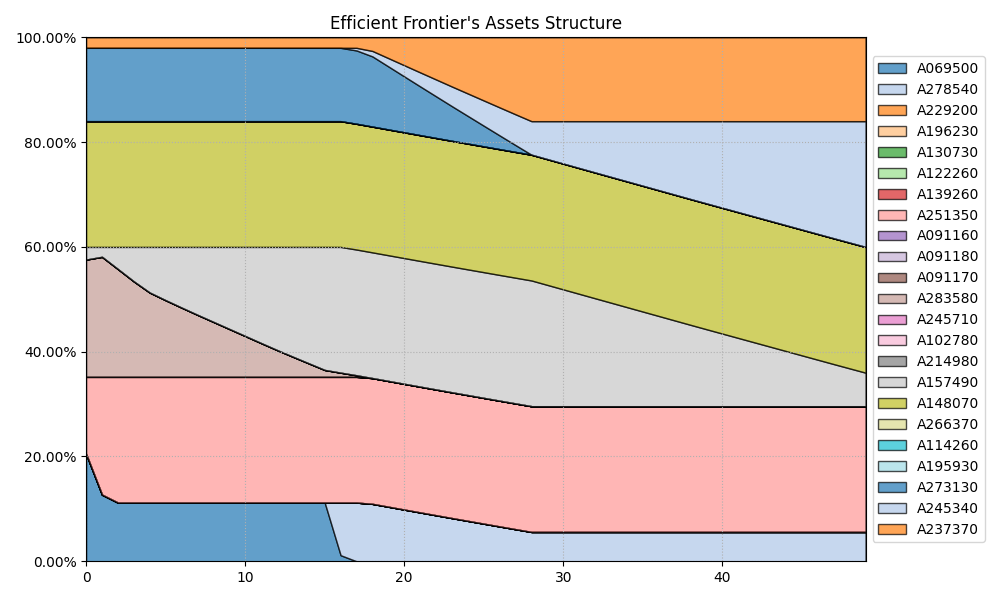 Efficient Frontier's Assets Structure
100.00%
80.00%
60.00%
40.00%
20.00%
0.00%
0
10
20
30
40
A069500
A278540
A229200
A196230
A130730
A122260
A139260
A251350
A091160
A091180
A091170
A283580
A245710
A102780
A214980
A157490
A148070
A266370
A114260
A195930
A273130
A245340
A237370